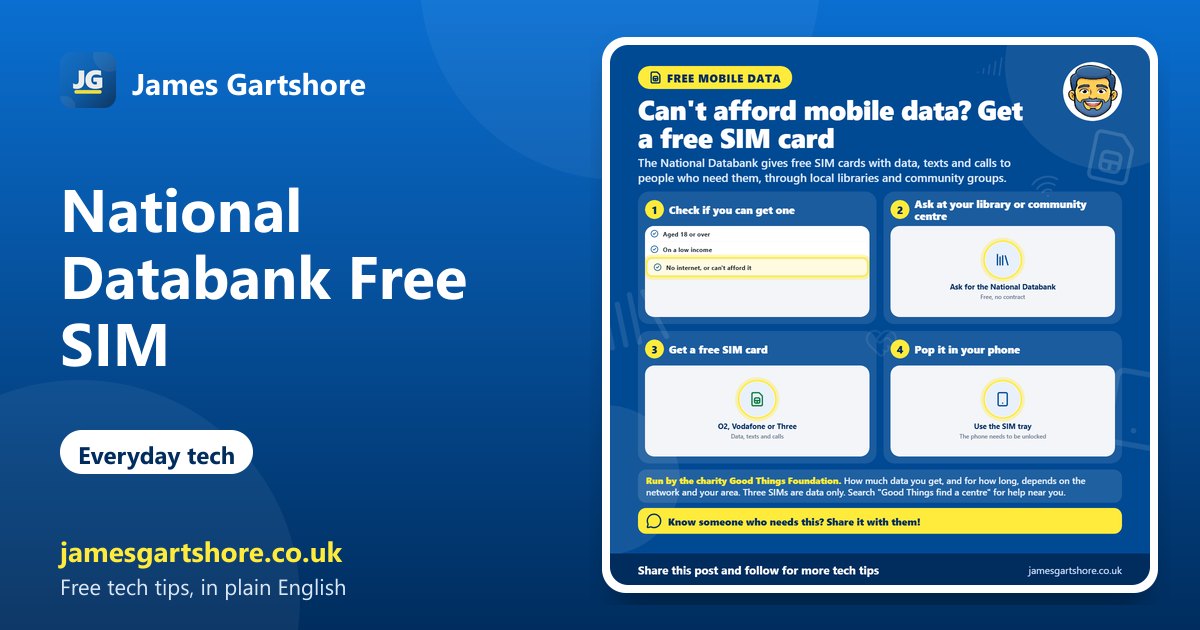 JG
James Gartshore
National
Databank Free
SIM
Everyday tech
jamesgartshore.co.uk
Free tech tips, in plain English
FREE MOBILE DATA
Can't afford mobile data? Get
a free SIM card
The National Databank gives free SIM cards with data, texts and calls to
people who need them, through local libraries and community groups.
1 Check if you can get one
Aged 18 or over
On a low income
No internet, or can't afford it
2 Ask at your library or community
centre
Ask for the National Databank
Free, no contract
3 Get a free SIM card
O2, Vodafone or Three
Data, texts and calls
4 Pop it in your phone
Use the SIM tray
The phone needs to be unlocked
Run by the charity Good Things Foundation. How much data you get, and for how long, depends on the
network and your area. Three SIMs are data only. Search "Good Things find a centre" for help near you.
Know someone who needs this? Share it with them!
Share this post and follow for more tech tips
jamesgartshore.co.uk